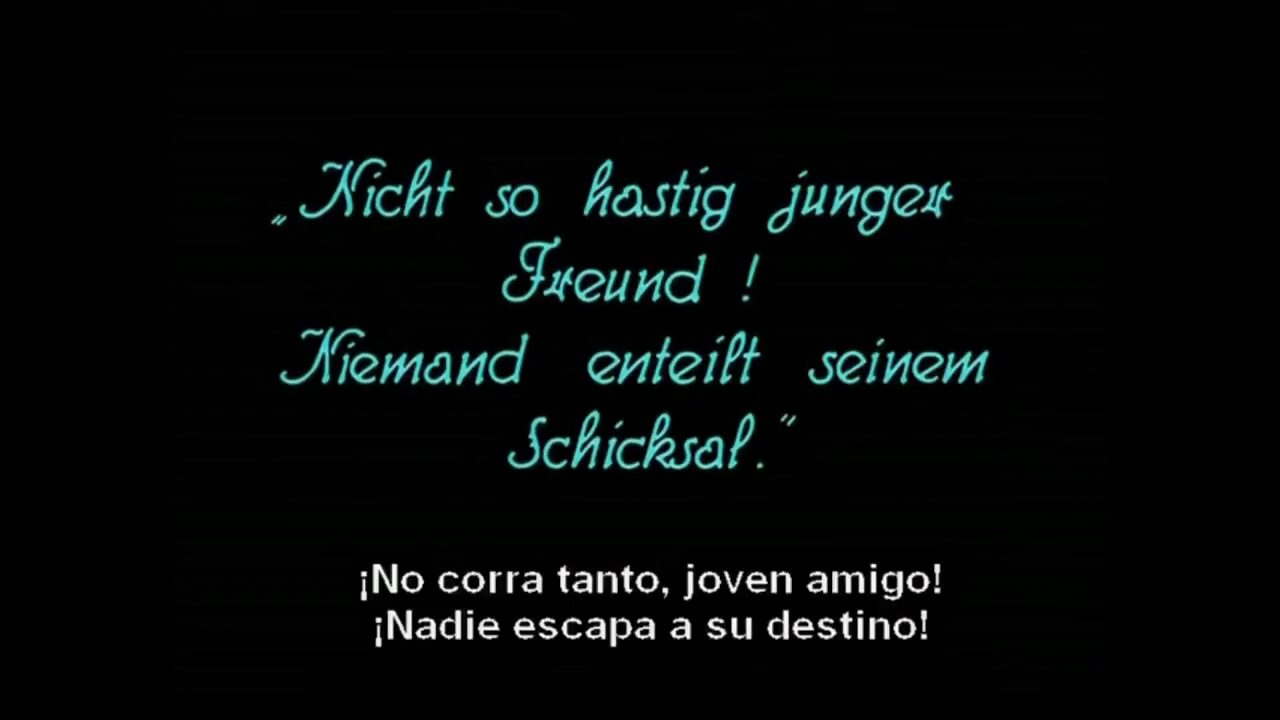 „Nicht so hastig junger
Freund !
Niemand enteilt seinem
Schicksal.“
¡No corra tanto, joven amigo!
¡Nadie escapa a su destino!